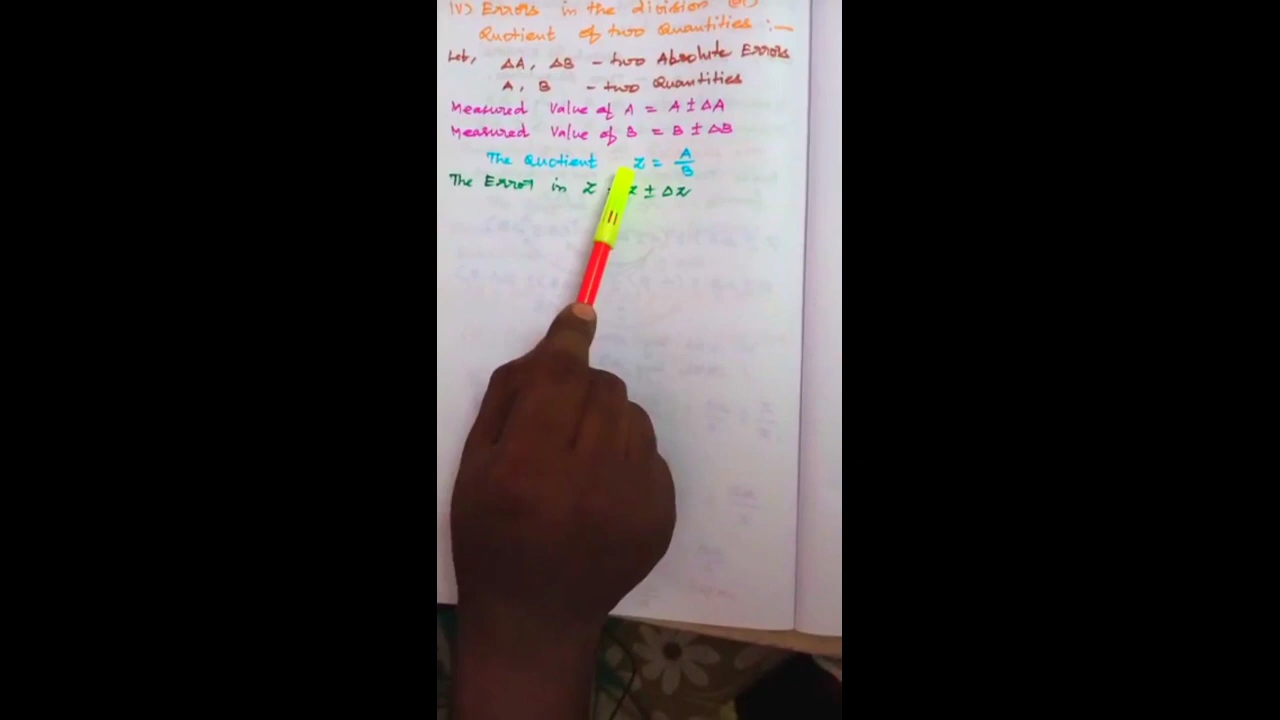 IV) Errors in the division (or)
Quotient of two Quantities :—
Let, ΔA, ΔB - two Absolute Errors
A, B - two Quantities
Measured Value of A = A ± ΔA
Measured Value of B = B ± ΔB
The Quotient z = A/B
The Error in z z ± Δz